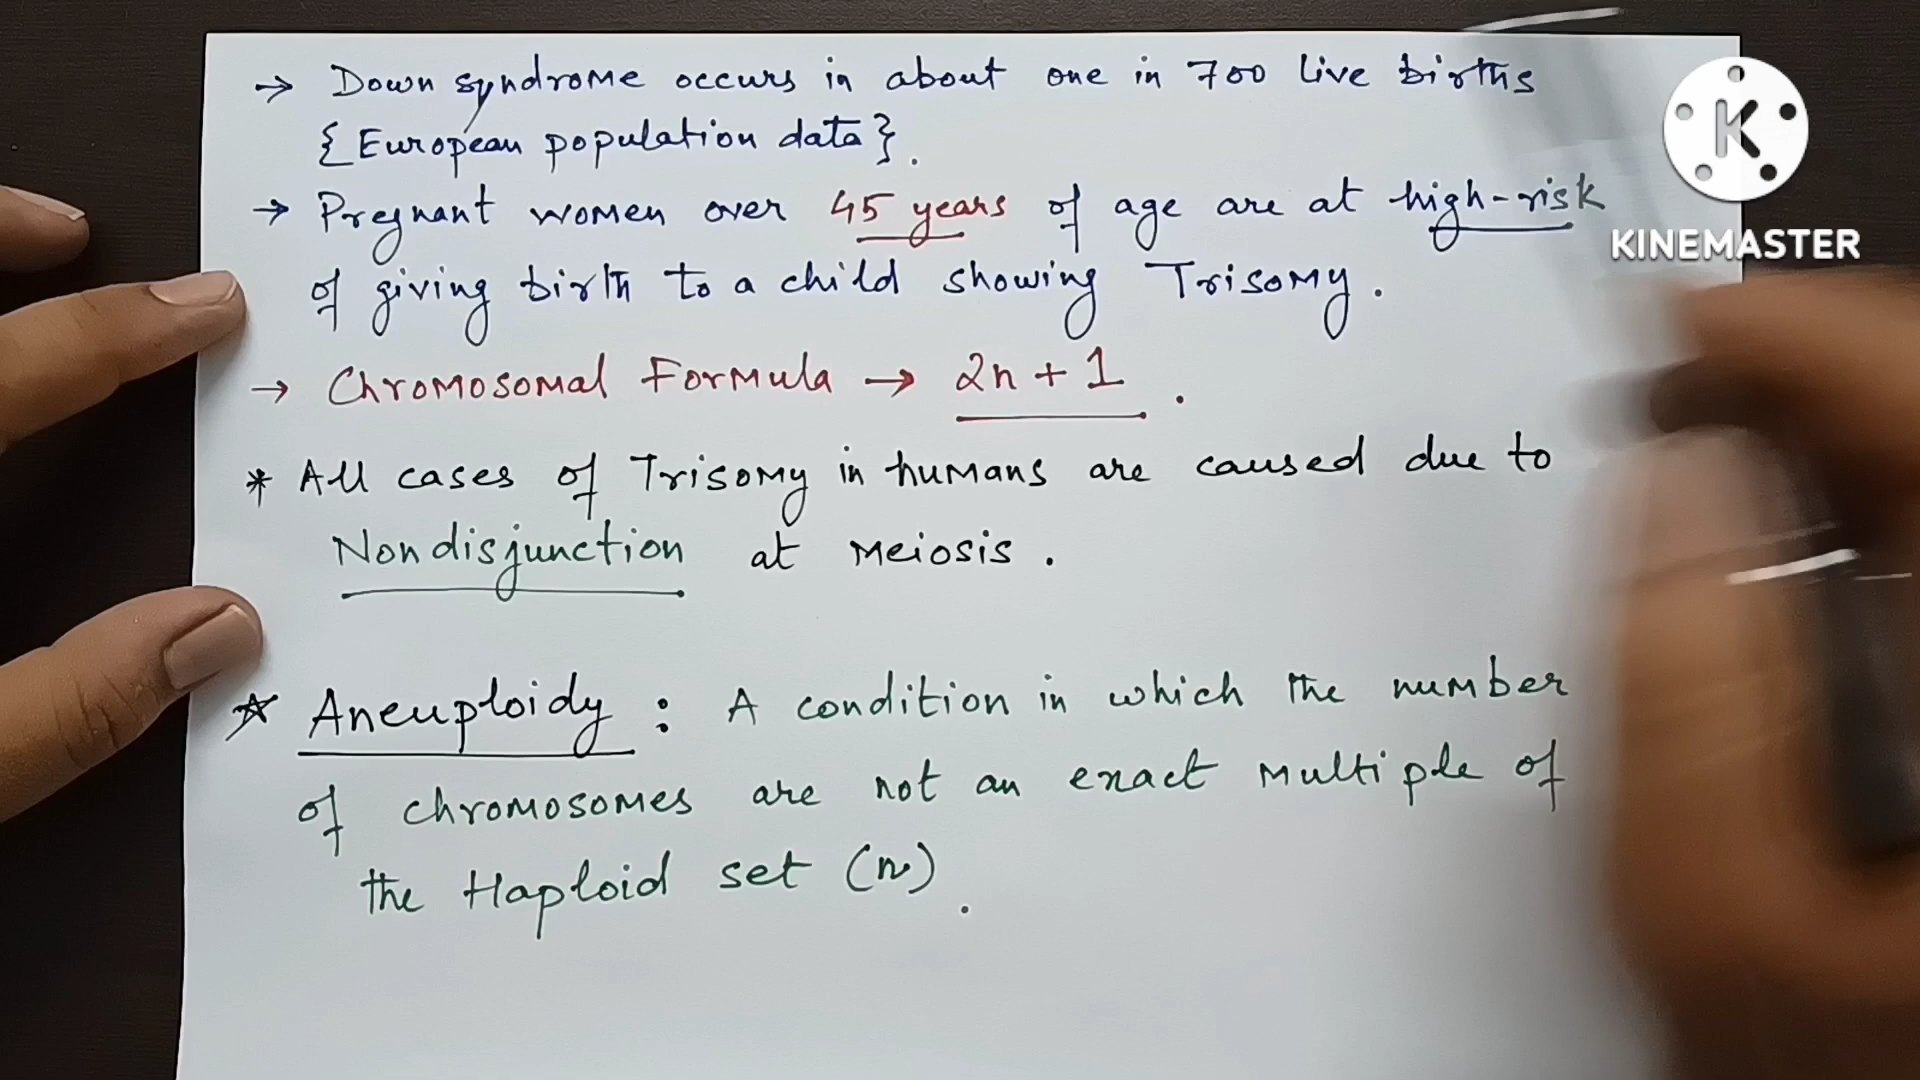 → Down syndrome occurs in about one in 700 live births
{European population data}.
→ Pregnant women over 45 years of age are at high-risk
of giving birth to a child showing Trisomy.
→ Chromosomal Formula → 2n + 1.
* All cases of Trisomy in humans are caused due to
Nondisjunction at meiosis.
☆ Aneuploidy : A condition in which the number
of chromosomes are not an exact multiple of
the Haploid set (n).
K
KINEMASTER